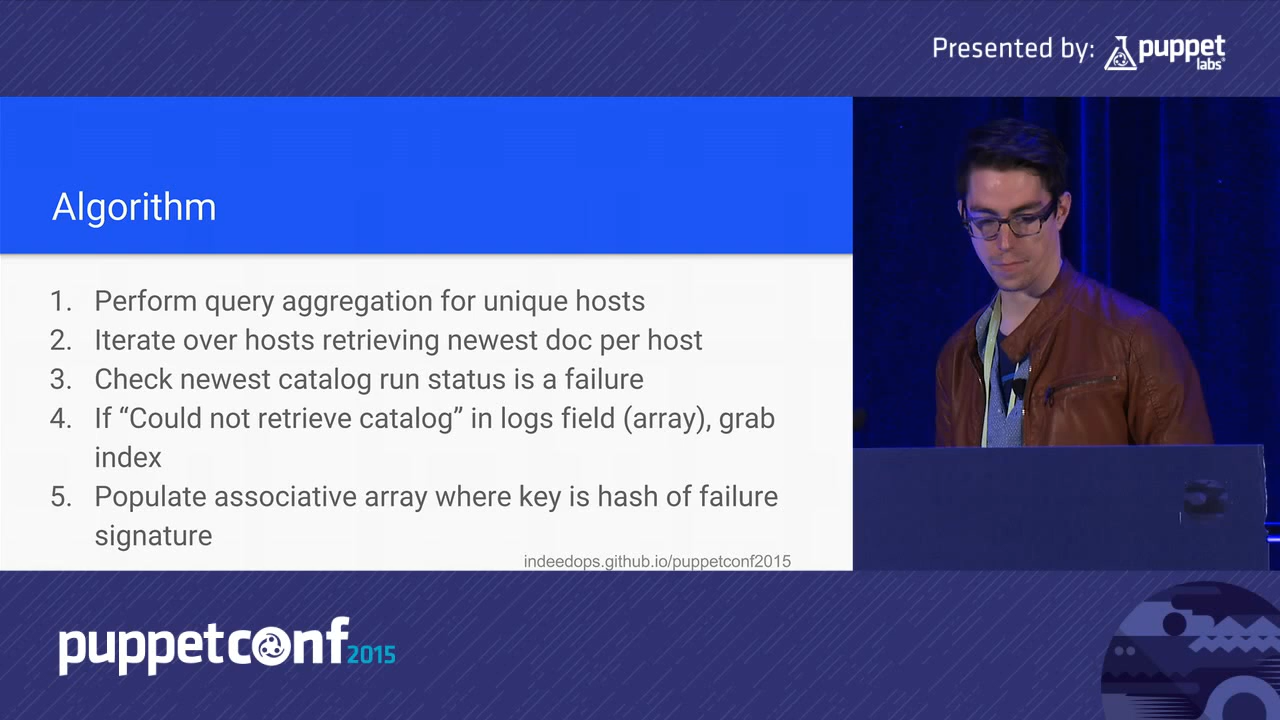 Presented by: puppet labs
Algorithm
1. Perform query aggregation for unique hosts
2. Iterate over hosts retrieving newest doc per host
3. Check newest catalog run status is a failure
4. If “Could not retrieve catalog” in logs field (array), grab
index
5. Populate associative array where key is hash of failure
signature
indeedops.github.io/puppetconf2015
puppetconf 2015